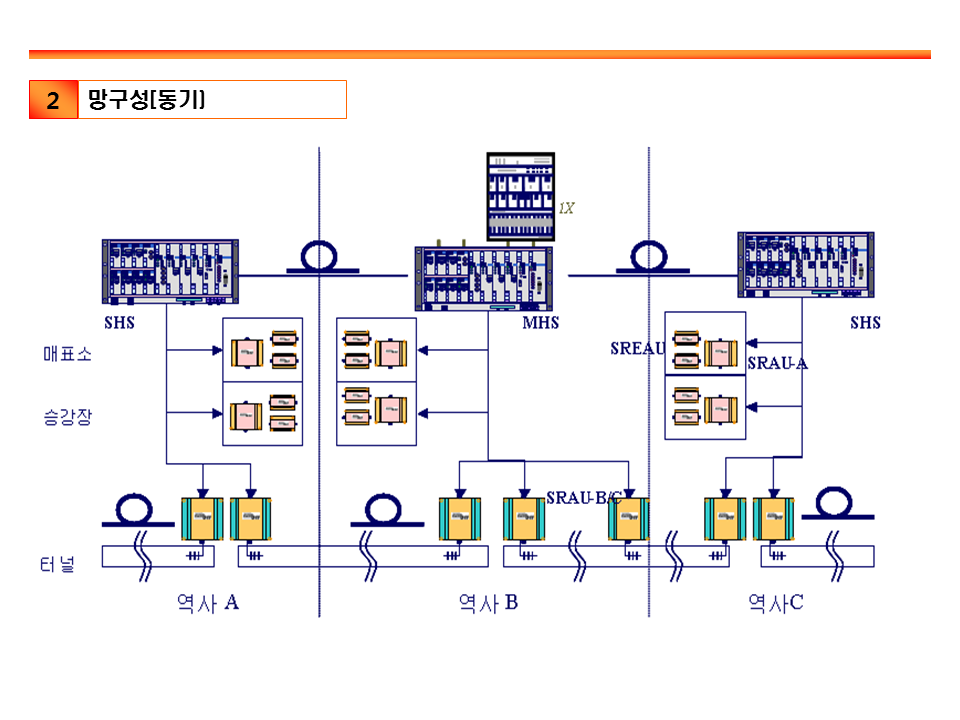 2 망구성[동기]
1X
SHS
MHS
SHS
매표소
SREAU
SRAU-A
승강장
SRAU-B/C
터 널
역사 A
역사 B
역사C